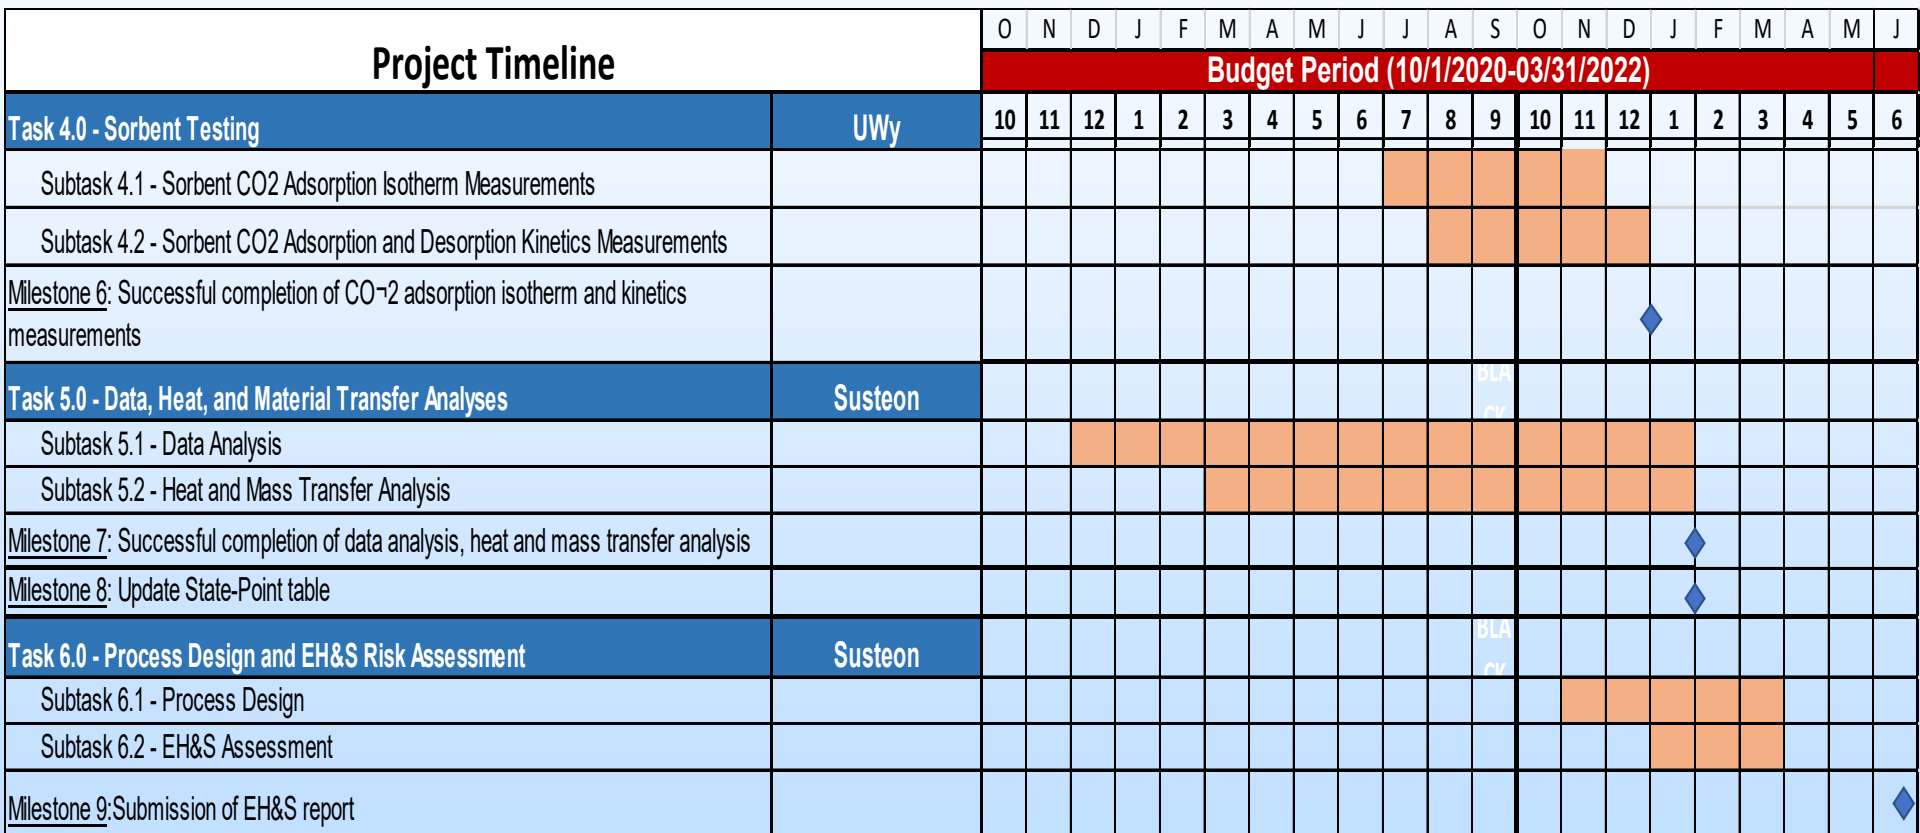 O N D J F M A M J J A S O N D J F M A M J
Project Timeline
Budget Period (10/1/2020-03/31/2022)
Task 4.0 - Sorbent Testing UWy 10 11 12 1 2 3 4 5 6 7 8 9 10 11 12 1 2 3 4 5 6
Subtask 4.1 - Sorbent CO2 Adsorption Isotherm Measurements
Subtask 4.2 - Sorbent CO2 Adsorption and Desorption Kinetics Measurements
Milestone 6: Successful completion of CO¬2 adsorption isotherm and kinetics
measurements
Task 5.0 - Data, Heat, and Material Transfer Analyses Susteon BLA
CK
Subtask 5.1 - Data Analysis
Subtask 5.2 - Heat and Mass Transfer Analysis
Milestone 7: Successful completion of data analysis, heat and mass transfer analysis
Milestone 8: Update State-Point table
Task 6.0 - Process Design and EH&S Risk Assessment Susteon BLA
CK
Subtask 6.1 - Process Design
Subtask 6.2 - EH&S Assessment
Milestone 9:Submission of EH&S report